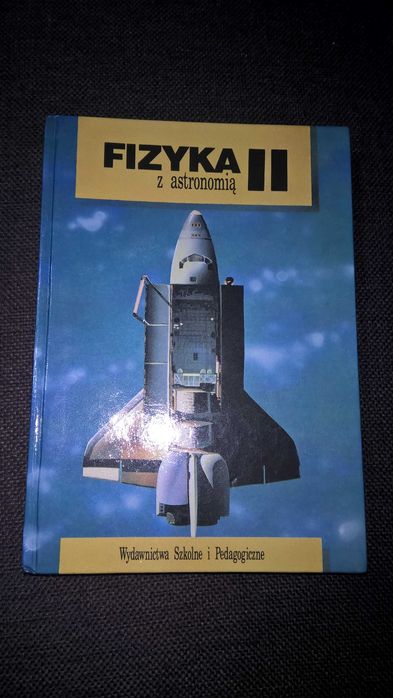 FIZYKA II
z astronomią
Wydawnictwa Szkolne i Pedagogiczne